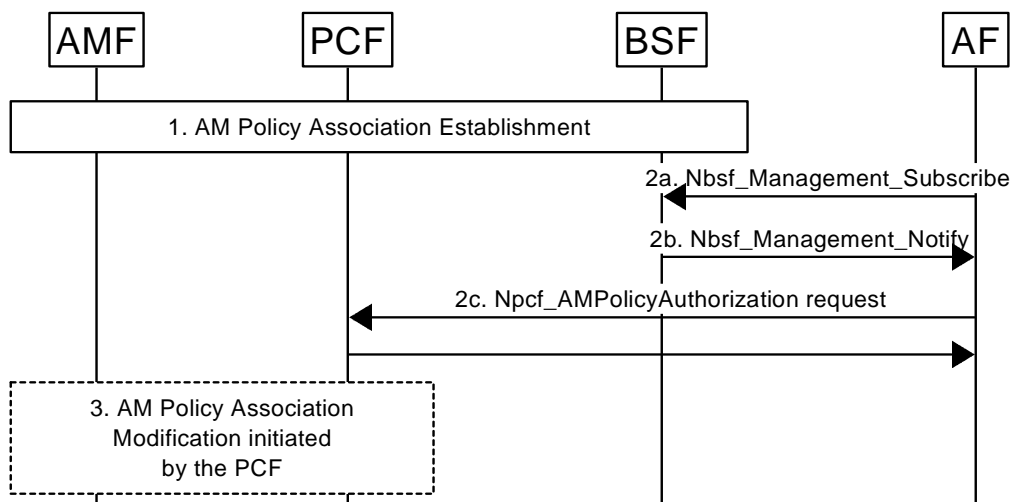 AMF PCF BSF AF
1. AM Policy Association Establishment
2a. Nbsf_Management_Subscribe
2b. Nbsf_Management_Notify
2c. Npcf_AMPolicyAuthorization request
3. AM Policy Association
Modification initiated
by the PCF